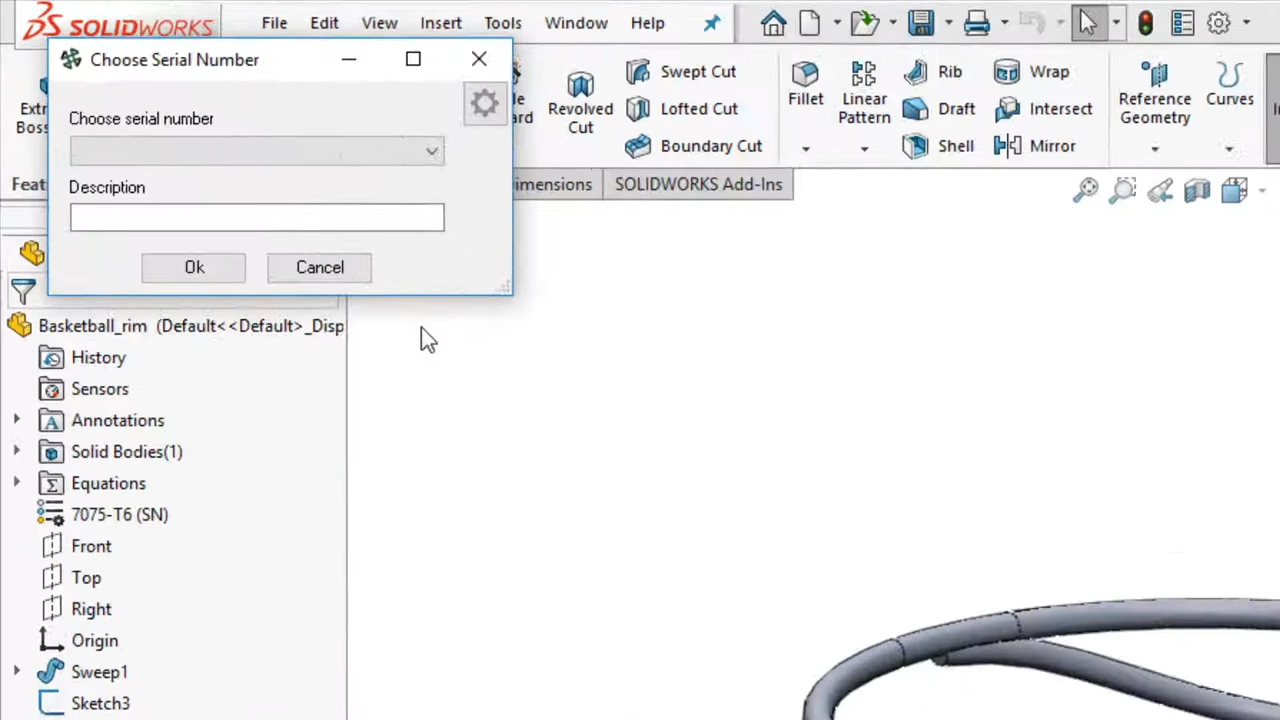 SOLIDWORKS File Edit View Insert Tools Window Help
Choose Serial Number
Choose serial number
Description
Ok Cancel
Revolved Cut
Swept Cut
Lofted Cut
Boundary Cut
Fillet
Linear Pattern
Rib
Draft
Shell
Wrap
Intersect
Mirror
Reference Geometry
Curves
SOLIDWORKS Add-Ins
Basketball_rim (Default<<Default>_Disp
History
Sensors
Annotations
Solid Bodies(1)
Equations
7075-T6 (SN)
Front
Top
Right
Origin
Sweep1
Sketch3